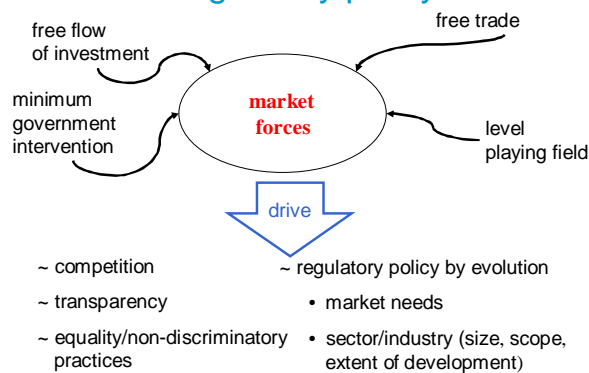 free flow
of investment
free trade
minimum
government
intervention
market
forces
level
playing field
drive
~ competition
~ transparency
~ equality/non-discriminatory
practices
~ regulatory policy by evolution
• market needs
• sector/industry (size, scope,
extent of development)